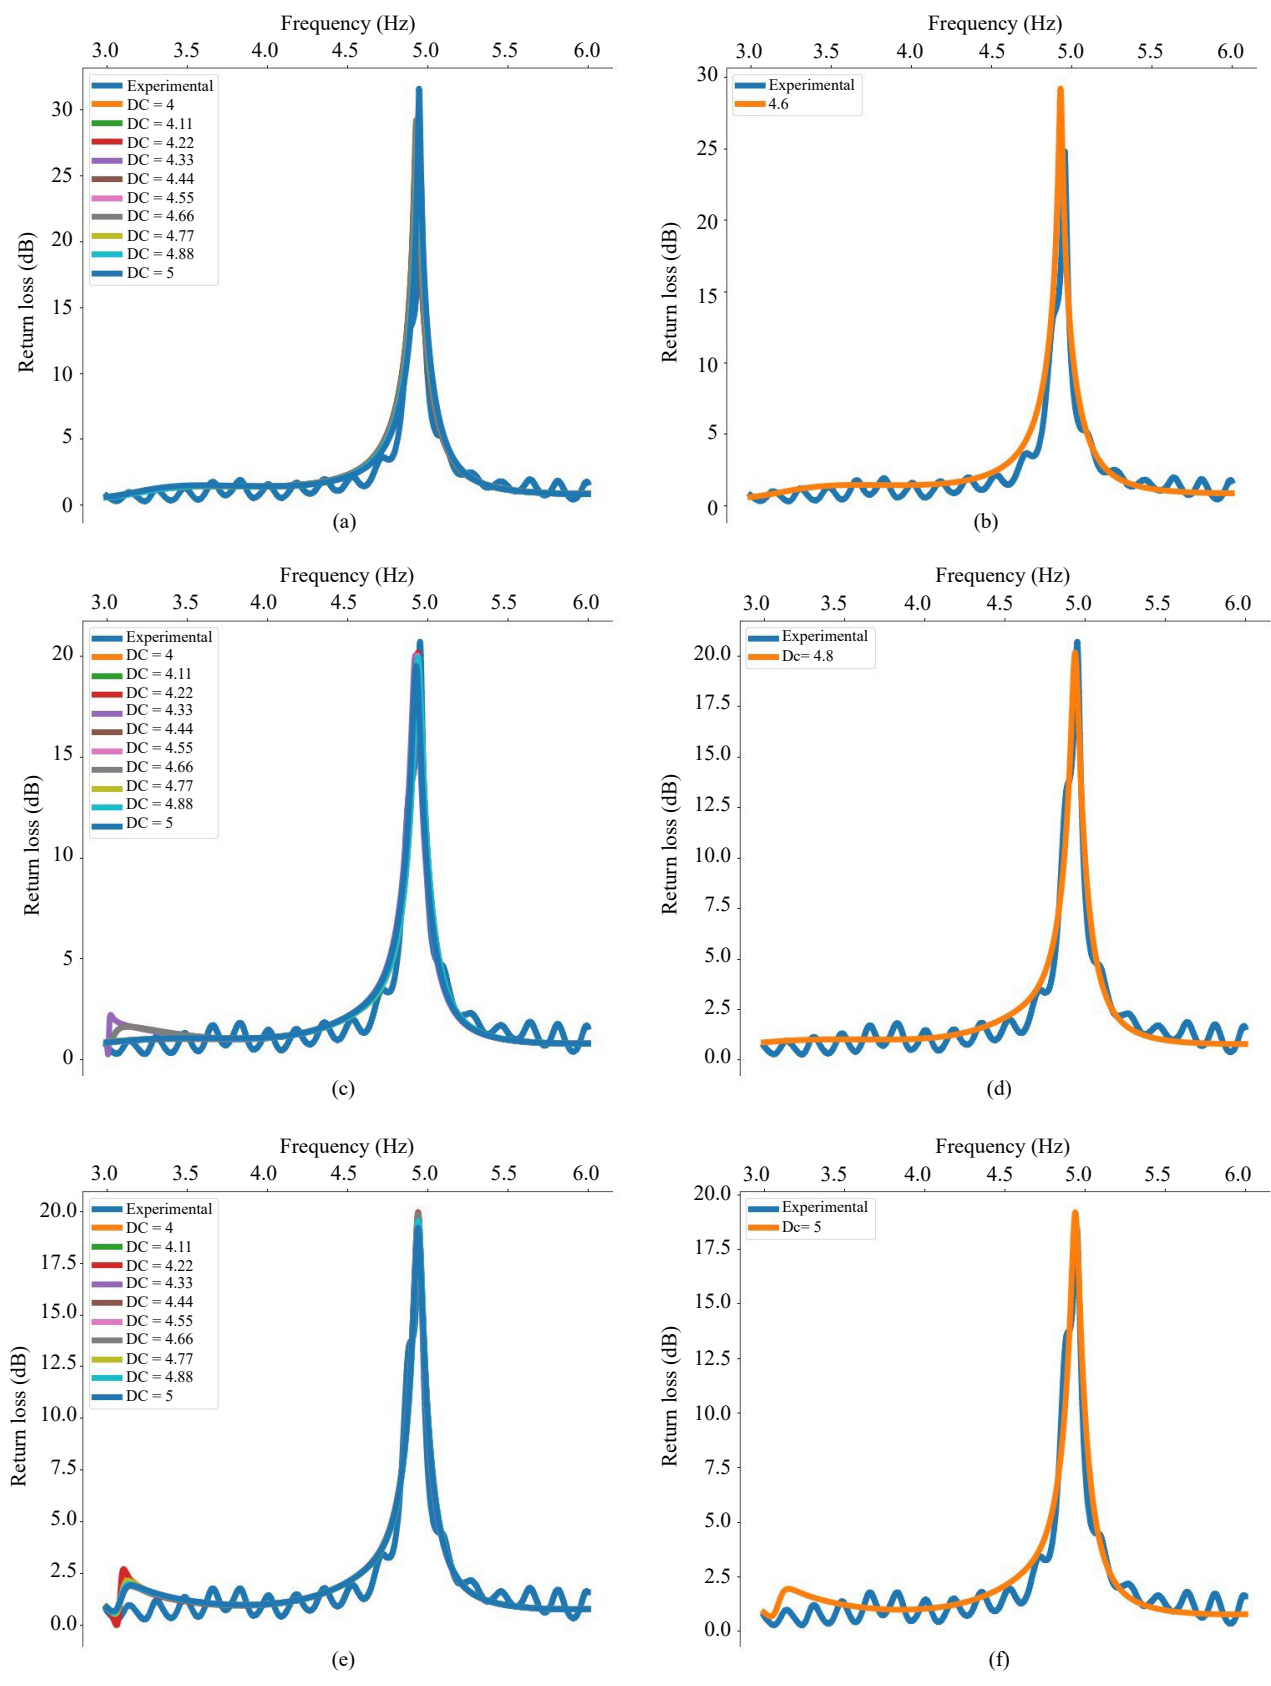 Frequency (Hz)
3.0 3.5 4.0 4.5 5.0 5.5 6.0
Experimental
DC = 4
DC = 4.11
DC = 4.22
DC = 4.33
DC = 4.44
DC = 4.55
DC = 4.66
DC = 4.77
DC = 4.88
DC = 5
30
25
20
15
10
5
0
Return loss (dB)
(a)
Frequency (Hz)
3.0 3.5 4.0 4.5 5.0 5.5 6.0
Experimental
4.6
30
25
20
15
10
5
0
Return loss (dB)
(b)
Frequency (Hz)
3.0 3.5 4.0 4.5 5.0 5.5 6.0
Experimental
DC = 4
DC = 4.11
DC = 4.22
DC = 4.33
DC = 4.44
DC = 4.55
DC = 4.66
DC = 4.77
DC = 4.88
DC = 5
20
15
10
5
0
Return loss (dB)
(c)
Frequency (Hz)
3.0 3.5 4.0 4.5 5.0 5.5 6.0
Experimental
Dc= 4.8
20.0
17.5
15.0
12.5
10.0
7.5
5.0
2.5
0.0
Return loss (dB)
(d)
Frequency (Hz)
3.0 3.5 4.0 4.5 5.0 5.5 6.0
Experimental
DC = 4
DC = 4.11
DC = 4.22
DC = 4.33
DC = 4.44
DC = 4.55
DC = 4.66
DC = 4.77
DC = 4.88
DC = 5
20.0
17.5
15.0
12.5
10.0
7.5
5.0
2.5
0.0
Return loss (dB)
(e)
Frequency (Hz)
3.0 3.5 4.0 4.5 5.0 5.5 6.0
Experimental
Dc= 5
20.0
17.5
15.0
12.5
10.0
7.5
5.0
2.5
0.0
Return loss (dB)
(f)